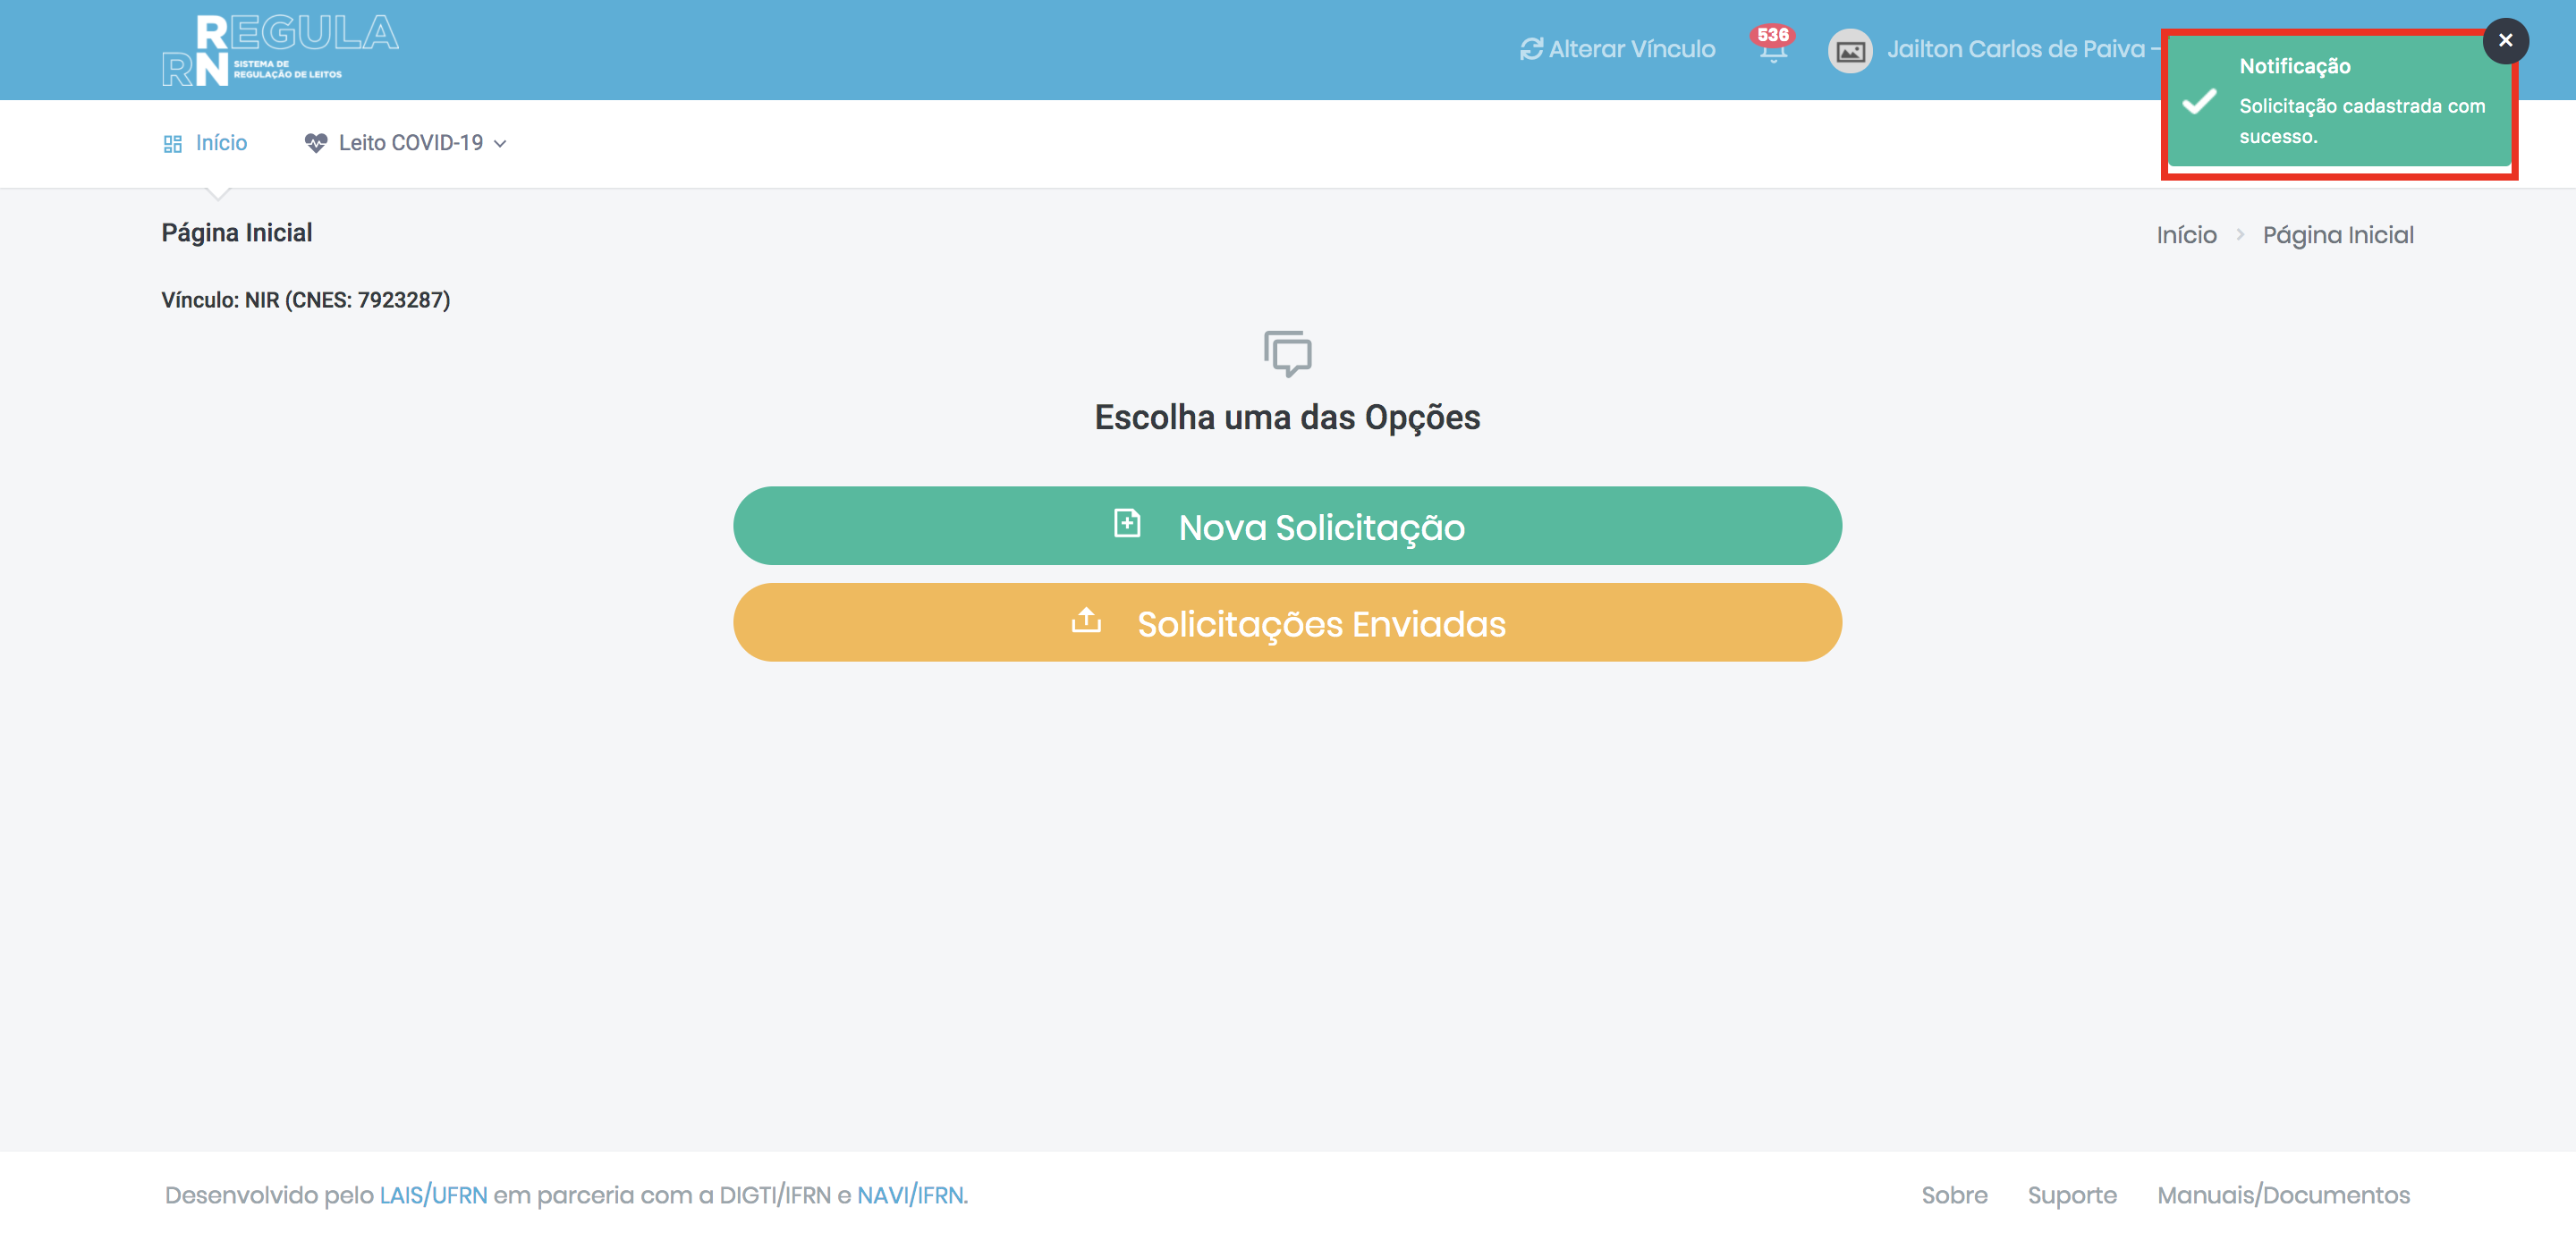 REGULA
RN SISTEMA DE
REGULAÇÃO DE LEITOS
Alterar Vínculo
536
Jailton Carlos de Paiva -
Notificação
Solicitação cadastrada com
sucesso.
Início
Leito COVID-19
Página Inicial
Início > Página Inicial
Vínculo: NIR (CNES: 7923287)
Escolha uma das Opções
Nova Solicitação
Solicitações Enviadas
Desenvolvido pelo LAIS/UFRN em parceria com a DIGTI/IFRN e NAVI/IFRN.
Sobre
Suporte
Manuais/Documentos